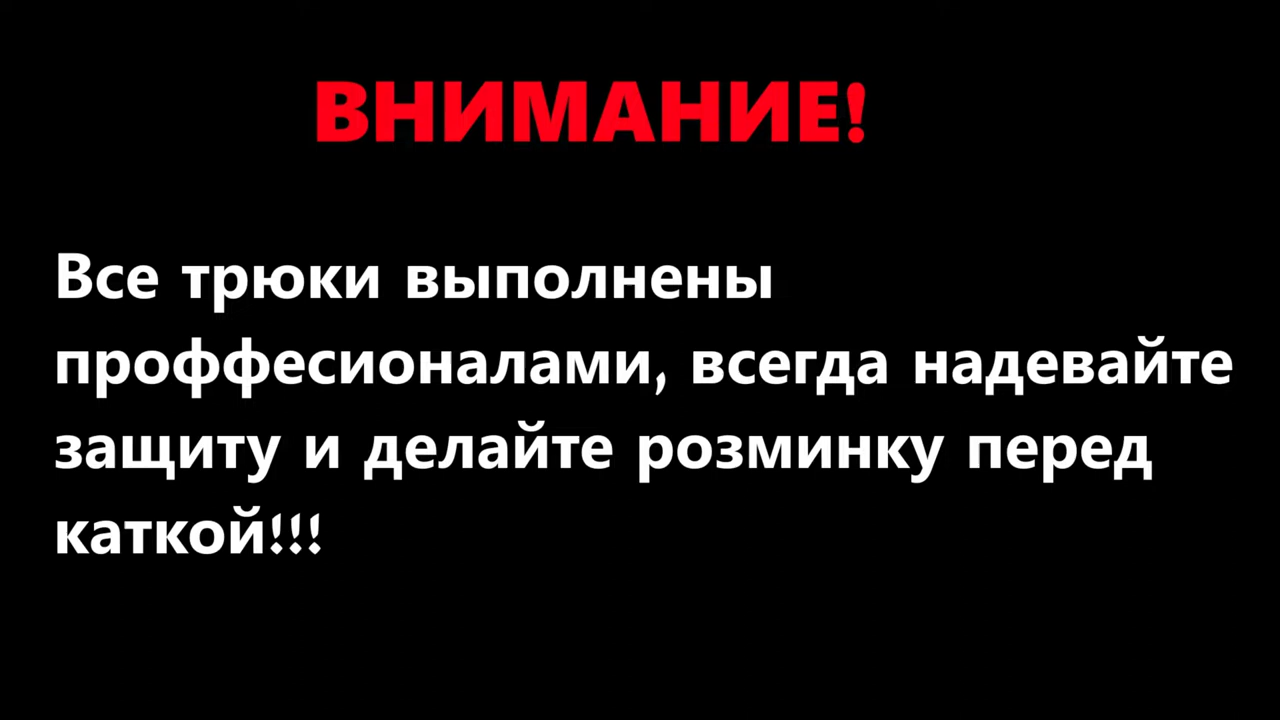 ВНИМАНИЕ!
Все трюки выполнены
проффесионалами, всегда надевайте
защиту и делайте розминку перед
каткой!!!